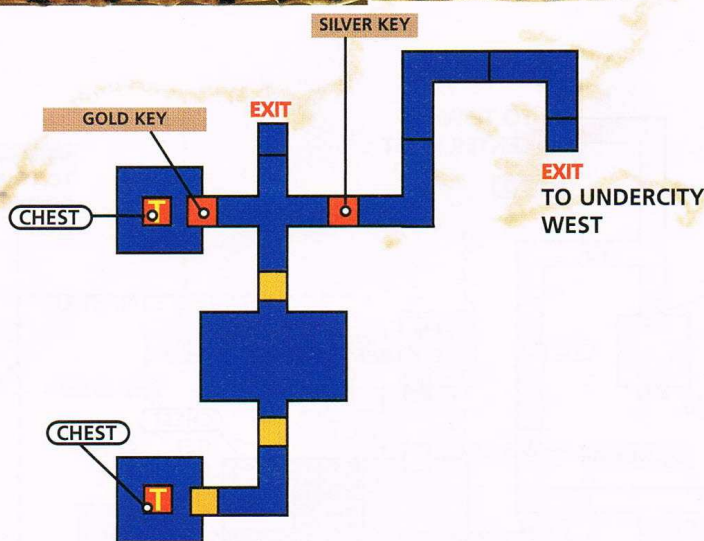 SILVER KEY
GOLD KEY
EXIT
CHEST
T
EXIT
TO UNDERCITY
WEST
CHEST
T